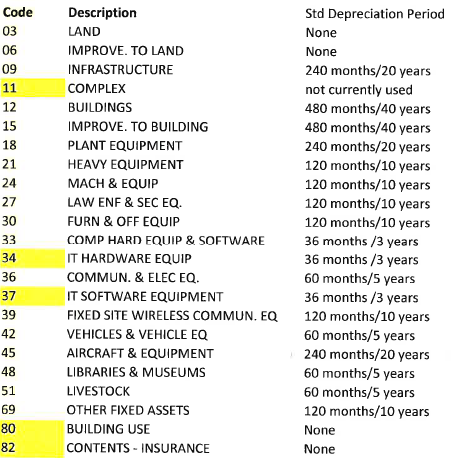 Code Description Std Depreciation Period
03 LAND None
06 IMPROVE. TO LAND None
09 INFRASTRUCTURE 240 months/20 years
11 COMPLEX not currently used
12 BUILDINGS 480 months/40 years
15 IMPROVE. TO BUILDING 480 months/40 years
18 PLANT EQUIPMENT 240 months/20 years
21 HEAVY EQUIPMENT 120 months/10 years
24 MACH & EQUIP 120 months/10 years
27 LAW ENF & SEC EQ. 120 months/10 years
30 FURN & OFF EQUIP 120 months/10 years
33 COMP HARD EQUIP & SOFTWARE 36 months /3 years
34 IT HARDWARE EQUIP 36 months /3 years
36 COMMUN. & ELEC EQ. 60 months/5 years
37 IT SOFTWARE EQUIPMENT 36 months /3 years
39 FIXED SITE WIRELESS COMMUN. EQ 120 months/10 years
42 VEHICLES & VEHICLE EQ 60 months/5 years
45 AIRCRAFT & EQUIPMENT 240 months/20 years
48 LIBRARIES & MUSEUMS 60 months/5 years
51 LIVESTOCK 60 months/5 years
69 OTHER FIXED ASSETS 120 months/10 years
80 BUILDING USE None
82 CONTENTS - INSURANCE None